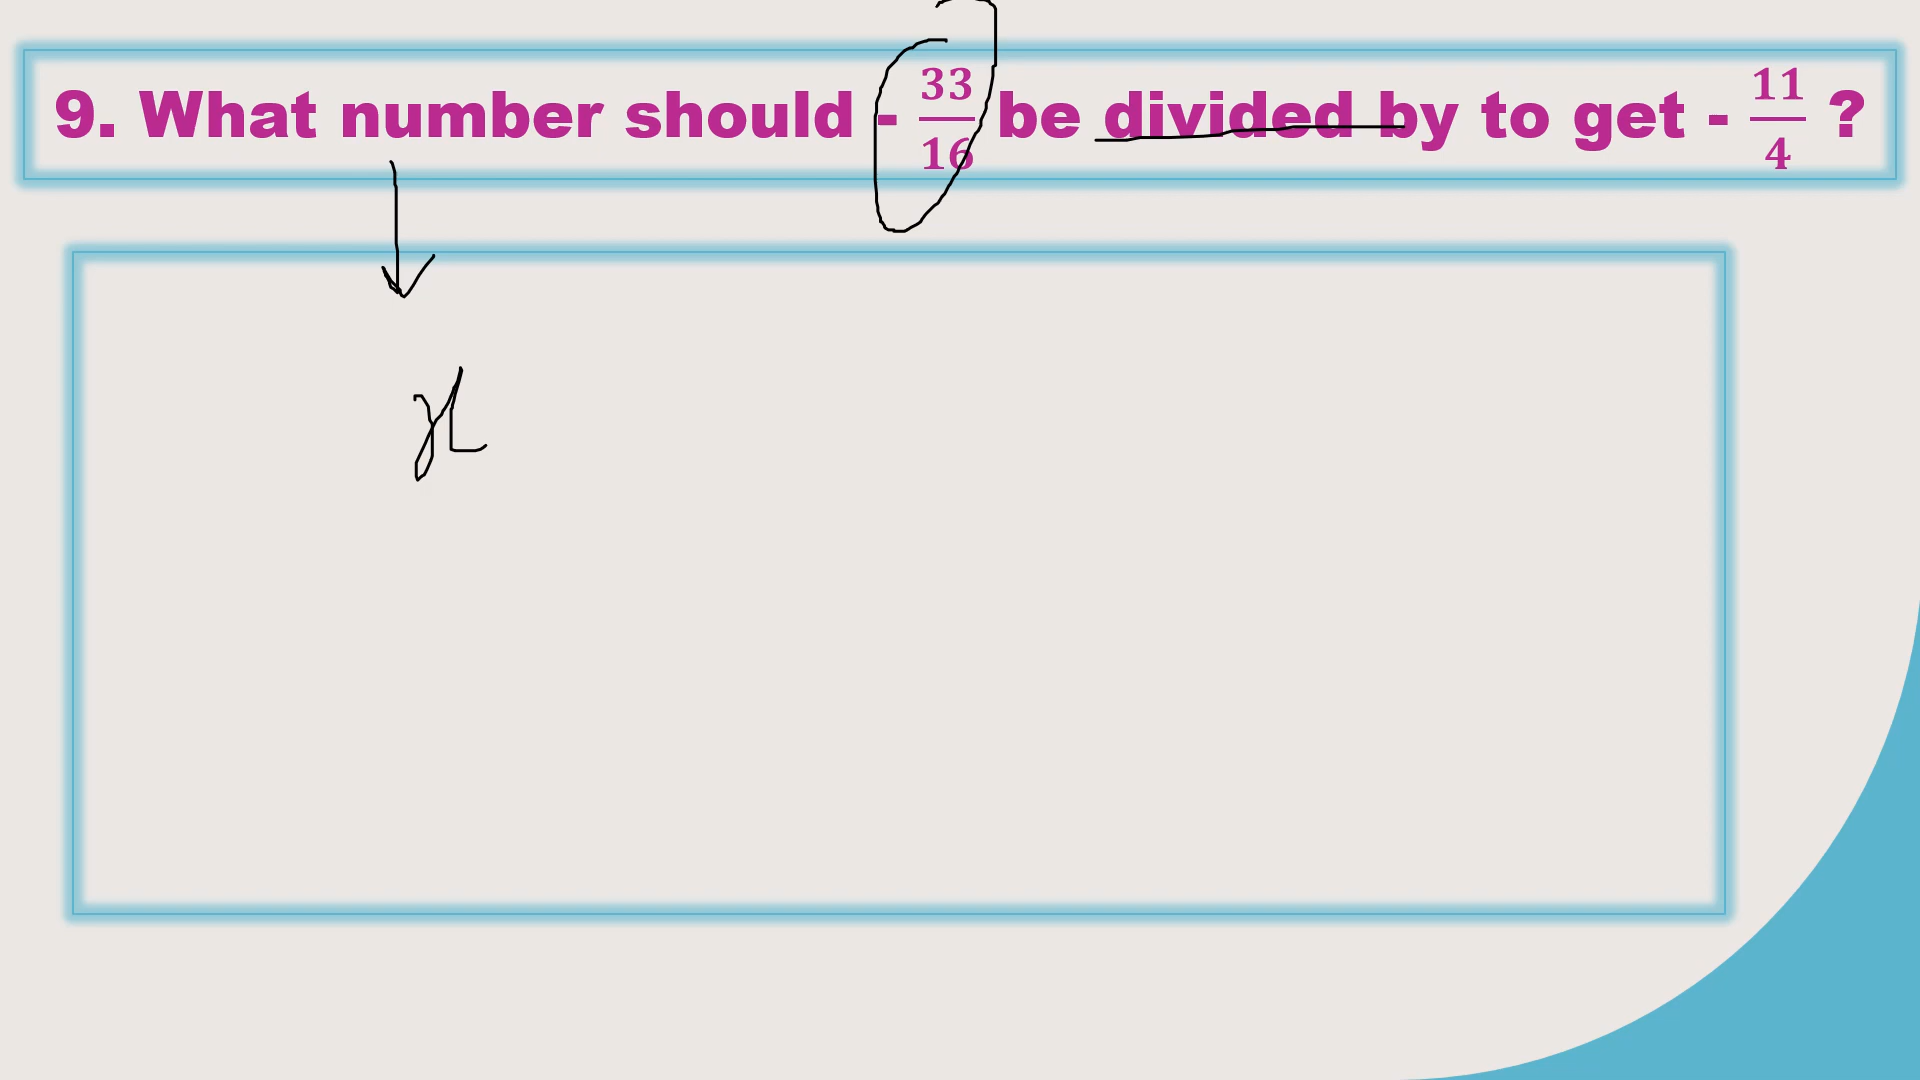 9. What number should - 33/16 be divided by to get - 11/4 ?
x